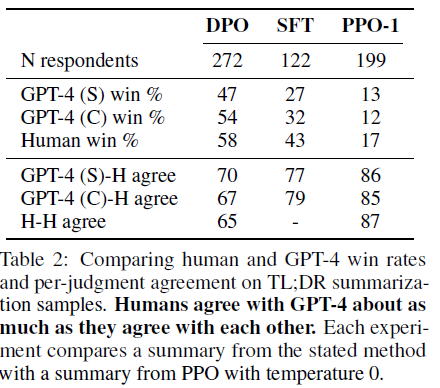 DPO SFT PPO-1
N respondents 272 122 199
GPT-4 (S) win % 47 27 13
GPT-4 (C) win % 54 32 12
Human win % 58 43 17
GPT-4 (S)-H agree 70 77 86
GPT-4 (C)-H agree 67 79 85
H-H agree 65 - 87
Table 2: Comparing human and GPT-4 win rates
and per-judgment agreement on TL;DR summariza-
tion samples. Humans agree with GPT-4 about as
much as they agree with each other. Each experi-
ment compares a summary from the stated method
with a summary from PPO with temperature 0.